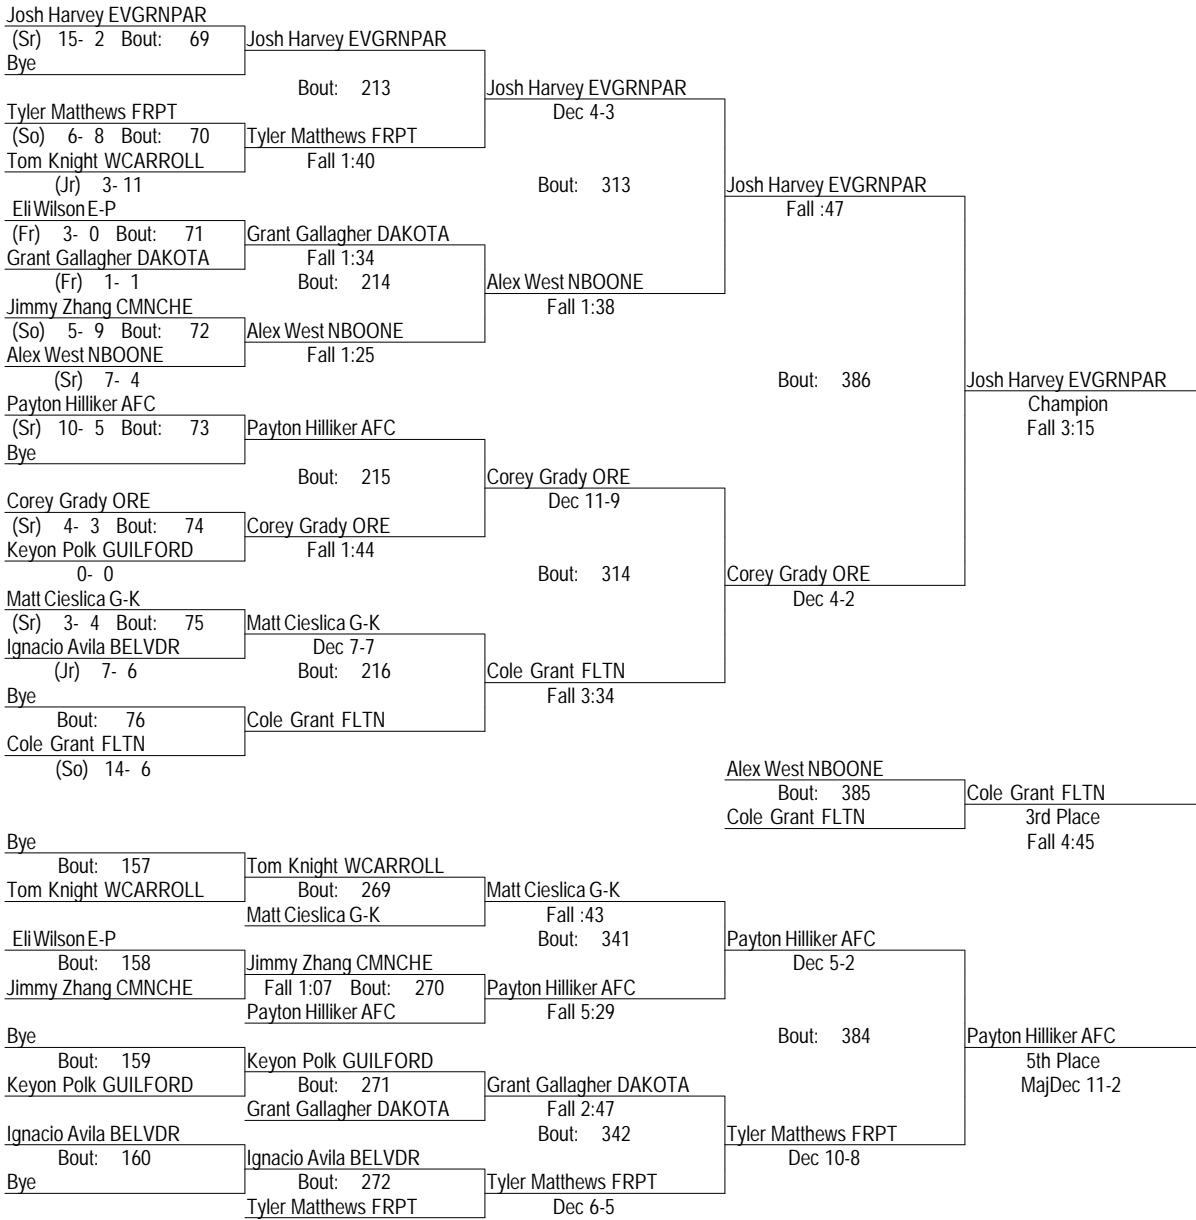 Josh Harvey EVGRNPAR
(Sr) 15- 2 Bout: 69 Josh Harvey EVGRNPAR
Bye
Bout: 213 Josh Harvey EVGRNPAR
Tyler Matthews FRPT Dec 4-3
(So) 6- 8 Bout: 70 Tyler Matthews FRPT
Tom Knight WCARROLL Fall 1:40
(Jr) 3- 11 Bout: 313 Josh Harvey EVGRNPAR
Eli Wilson E-P Fall :47
(Fr) 3- 0 Bout: 71 Grant Gallagher DAKOTA
Grant Gallagher DAKOTA Fall 1:34
(Fr) 1- 1 Bout: 214 Alex West NBOONE
Jimmy Zhang CMNCHE Fall 1:38
(So) 5- 9 Bout: 72 Alex West NBOONE
Alex West NBOONE Fall 1:25
(Sr) 7- 4 Bout: 386 Josh Harvey EVGRNPAR
Payton Hilliker AFC Champion
(Sr) 10- 5 Bout: 73 Payton Hilliker AFC Fall 3:15
Bye
Bout: 215 Corey Grady ORE
Corey Grady ORE Dec 11-9
(Sr) 4- 3 Bout: 74 Corey Grady ORE
Keyon Polk GUILFORD Fall 1:44
0- 0 Bout: 314 Corey Grady ORE
Matt Cieslica G-K Dec 4-2
(Sr) 3- 4 Bout: 75 Matt Cieslica G-K
Ignacio Avila BELVDR Dec 7-7
(Jr) 7- 6 Bout: 216 Cole Grant FLTN
Bye Fall 3:34
Bout: 76 Cole Grant FLTN
Cole Grant FLTN
(So) 14- 6 Alex West NBOONE
Bout: 385 Cole Grant FLTN
Cole Grant FLTN 3rd Place
Bye Fall 4:45
Bout: 157 Tom Knight WCARROLL
Tom Knight WCARROLL Bout: 269 Matt Cieslica G-K
Matt Cieslica G-K Fall :43
Eli Wilson E-P Bout: 341 Payton Hilliker AFC
Bout: 158 Jimmy Zhang CMNCHE Dec 5-2
Jimmy Zhang CMNCHE Fall 1:07 Bout: 270 Payton Hilliker AFC
Payton Hilliker AFC Fall 5:29
Bye Bout: 384 Payton Hilliker AFC
Bout: 159 Keyon Polk GUILFORD 5th Place
Keyon Polk GUILFORD Bout: 271 Grant Gallagher DAKOTA MajDec 11-2
Grant Gallagher DAKOTA Fall 2:47
Ignacio Avila BELVDR Bout: 342 Tyler Matthews FRPT
Bout: 160 Ignacio Avila BELVDR Dec 10-8
Bye Bout: 272 Tyler Matthews FRPT
Tyler Matthews FRPT Dec 6-5